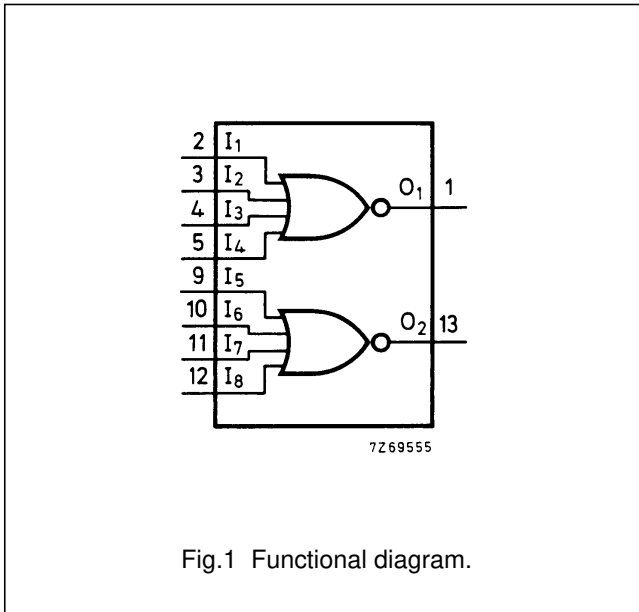 2 I1
3 I2
4 I3
5 I4
O1 1
9 I5
10 I6
11 I7
12 I8
O2 13
7Z69555
Fig.1 Functional diagram.